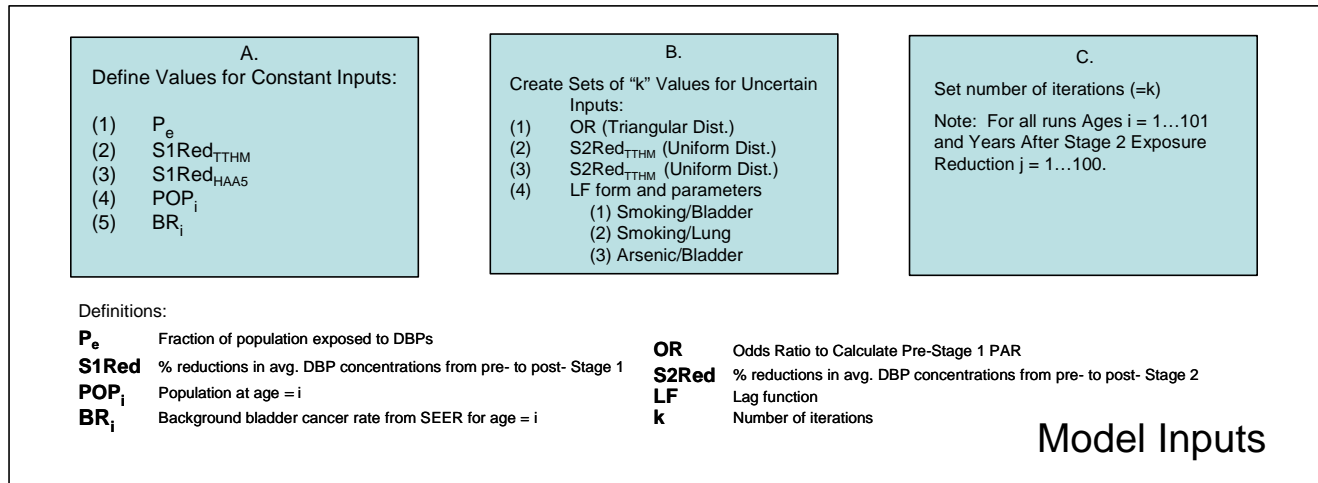 A.
Define Values for Constant Inputs:
(1) Pe
(2) S1RedTTHM
(3) S1RedHAA5
(4) POPi
(5) BRi
B.
Create Sets of “k” Values for Uncertain
Inputs:
(1) OR (Triangular Dist.)
(2) S2RedTTHM (Uniform Dist.)
(3) S2RedTTHM (Uniform Dist.)
(4) LF form and parameters
(1) Smoking/Bladder
(2) Smoking/Lung
(3) Arsenic/Bladder
C.
Set number of iterations (=k)
Note: For all runs Ages i = 1…101
and Years After Stage 2 Exposure
Reduction j = 1…100.
Definitions:
Pe Fraction of population exposed to DBPs
S1Red % reductions in avg. DBP concentrations from pre- to post- Stage 1
POPi Population at age = i
BRi Background bladder cancer rate from SEER for age = i
OR Odds Ratio to Calculate Pre-Stage 1 PAR
S2Red % reductions in avg. DBP concentrations from pre- to post- Stage 2
LF Lag function
k Number of iterations
Model Inputs